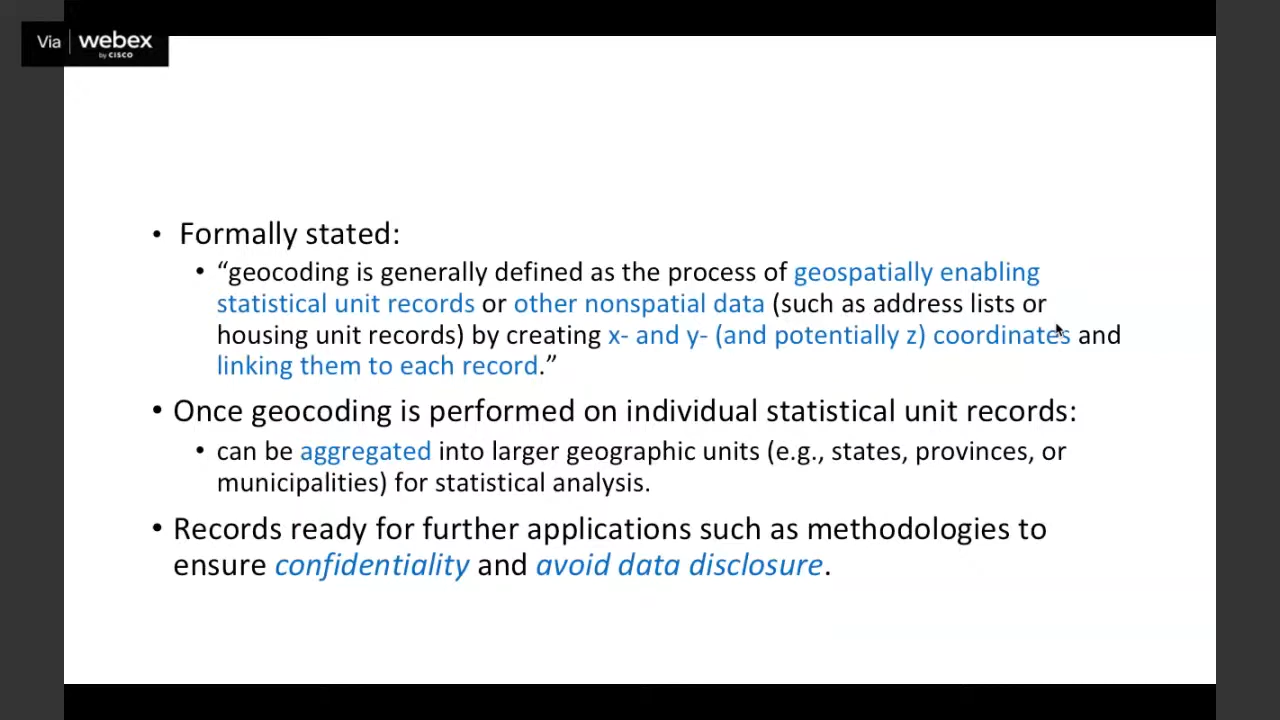 Via webex
by CISCO
• Formally stated:
• “geocoding is generally defined as the process of geospatially enabling
statistical unit records or other nonspatial data (such as address lists or
housing unit records) by creating x- and y- (and potentially z) coordinates and
linking them to each record.”
• Once geocoding is performed on individual statistical unit records:
• can be aggregated into larger geographic units (e.g., states, provinces, or
municipalities) for statistical analysis.
• Records ready for further applications such as methodologies to
ensure confidentiality and avoid data disclosure.